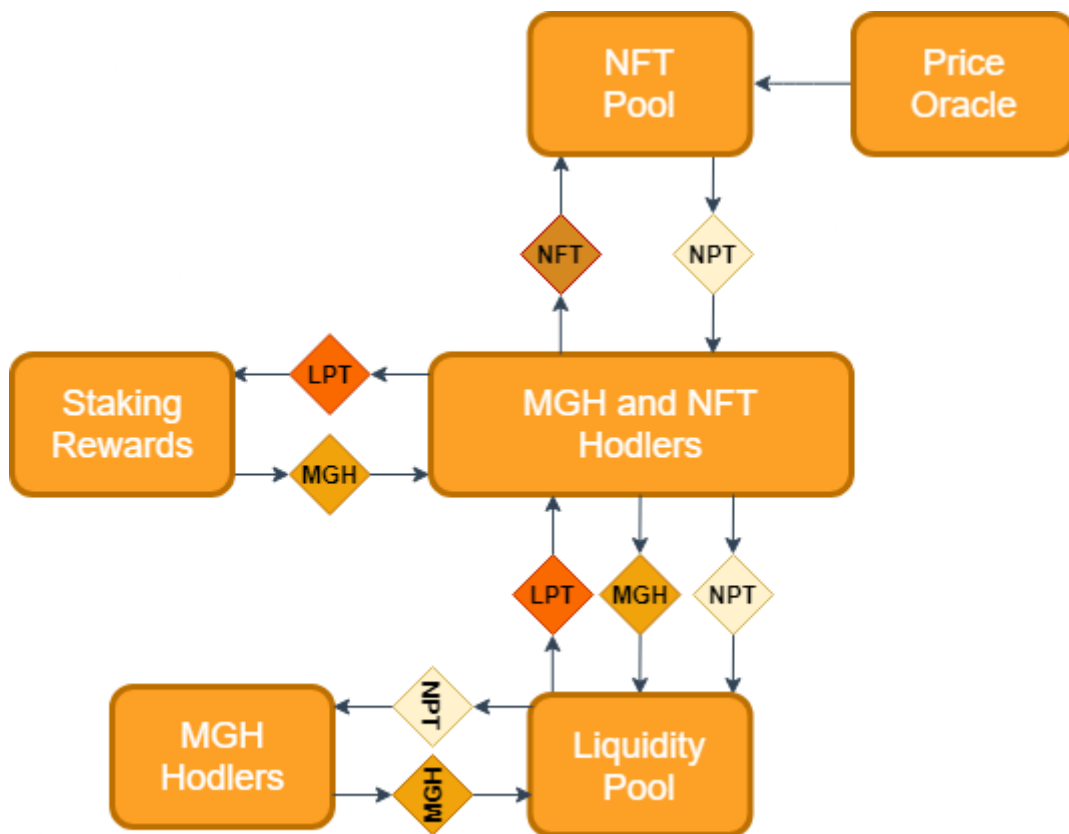 NFT
Pool
Price
Oracle
NFT
NPT
LPT
Staking
Rewards
MGH and NFT
Hodlers
MGH
LPT
MGH
NPT
NPT
MGH
Hodlers
Liquidity
Pool
MGH